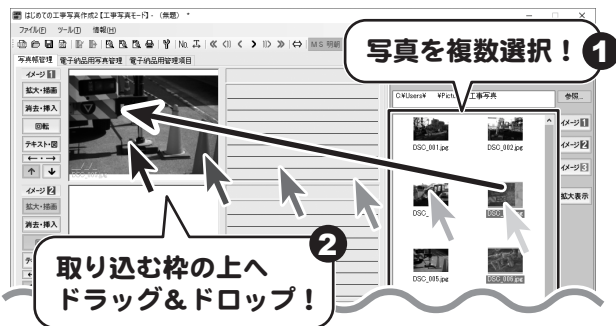 はじめての工事写真作成2【工事写真モード】-（無題） *
ファイル(F) ツール(T) 情報(H)
No. MS 明朝
写真を複数選択！ 1
写真帳管理 電子納品用写真管理 電子納品用管理項目
イメージ 1
拡大・描画
消去・挿入
回転
テキスト・図
イメージ 2
拡大・描画
消去・挿入
C:¥Users¥ ¥Pictu 工事写真 参照...
イメージ 1
イメージ 2
イメージ 3
拡大表示
DSC_001.jpg DSC_002.jpg
DSC_
DSC_005.jpg DSC_006.jpg
2
取り込む枠の上へ
ドラッグ&ドロップ！